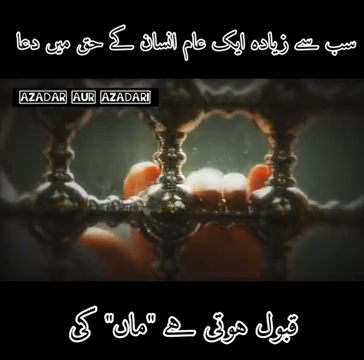 سب سے زیادہ ایک عام انسان کے حق میں دعا
AZADAR AUR AZADARI
قبول ہوتی ہے "ماں" کی